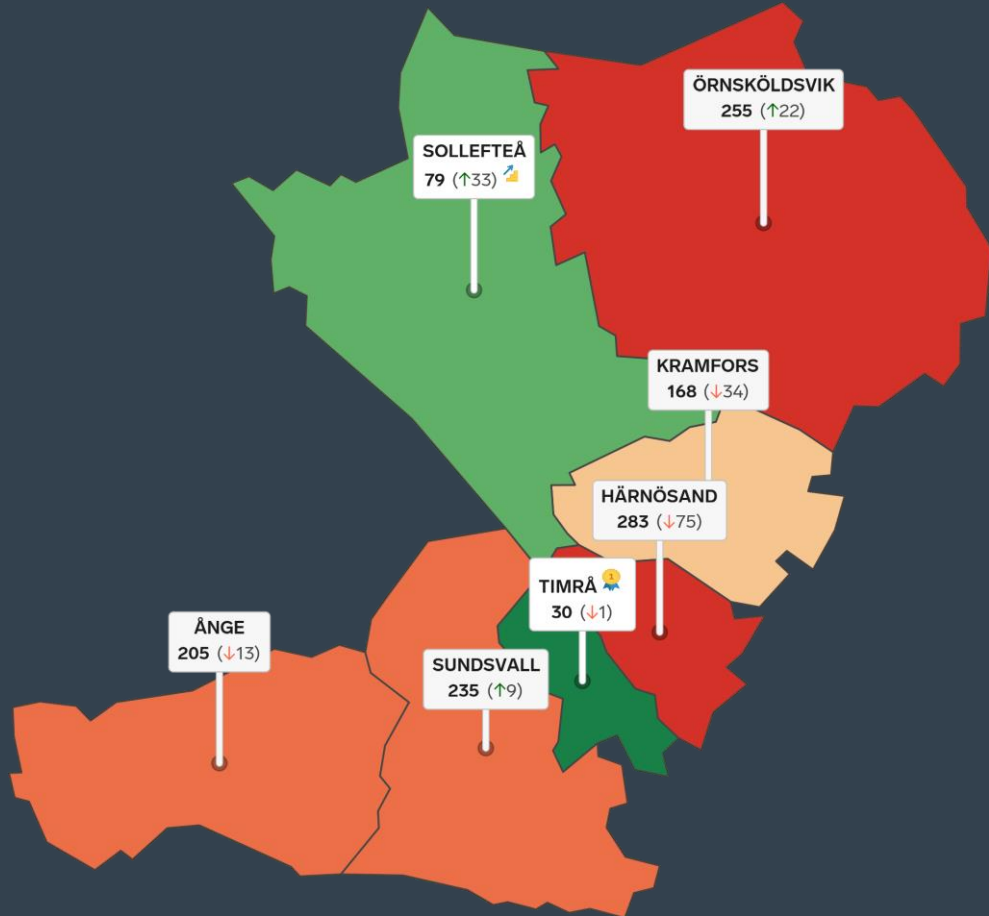 ÖRNSKÖLDSVIK
255 (↑22)
SOLLEFTEÅ
79 (↑33)
KRAMFORS
168 (↓34)
HÄRNÖSAND
283 (↓75)
TIMRÅ
1
30 (↓1)
ÅNGE
205 (↓13)
SUNDSVALL
235 (↑9)